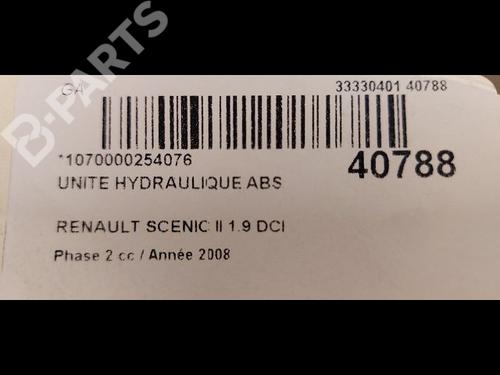 GA 33330401 40788
B-PARTS
*1070000254076 40788
UNITE HYDRAULIQUE ABS
RENAULT SCENIC II 1.9 DCI
Phase 2 cc / Année 2008